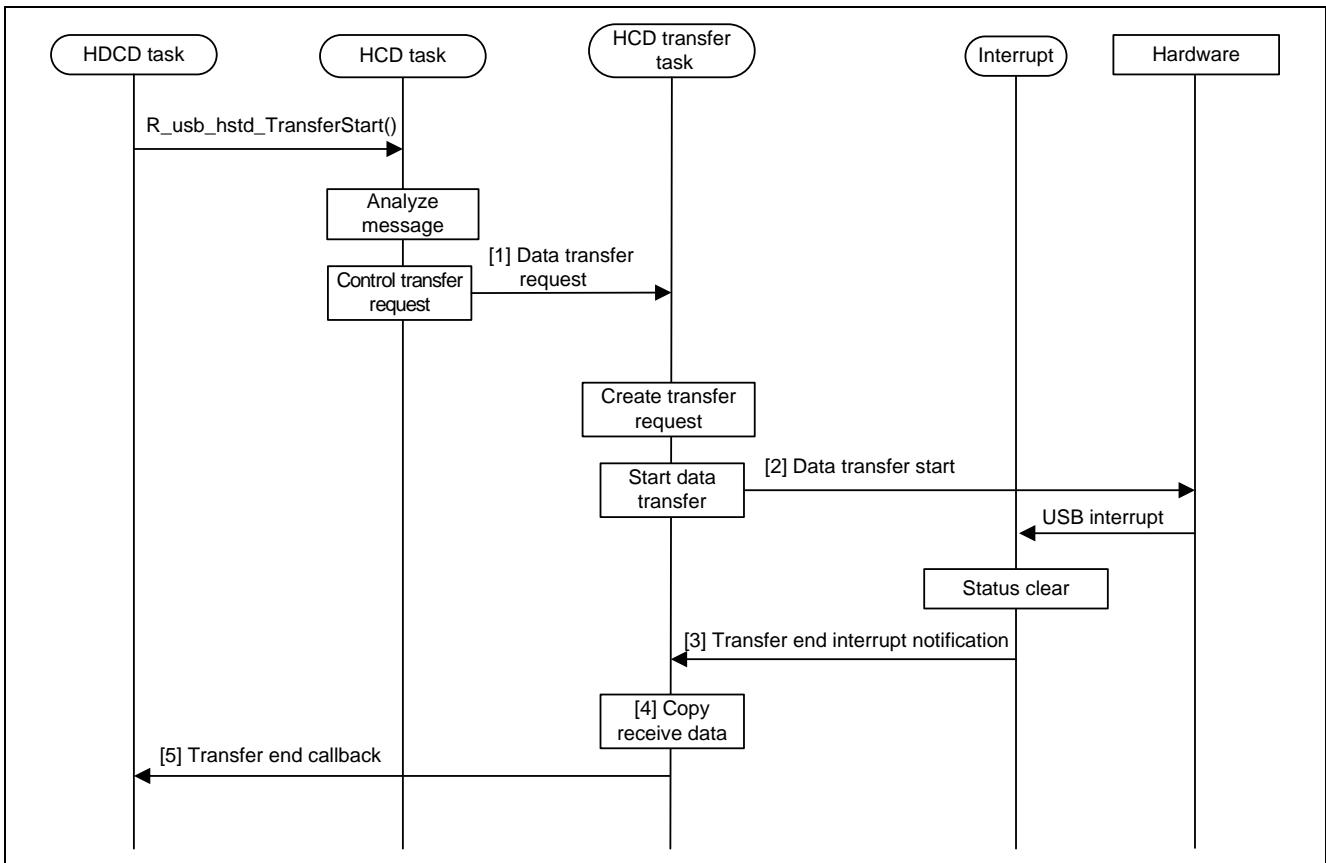 HDCD task
HCD task
HCD transfer
task
Interrupt
Hardware
R_usb_hstd_TransferStart()
Analyze
message
[1] Data transfer
request
Control transfer
request
Create transfer
request
Start data
transfer
[2] Data transfer start
USB interrupt
Status clear
[3] Transfer end interrupt notification
[4] Copy
receive data
[5] Transfer end callback